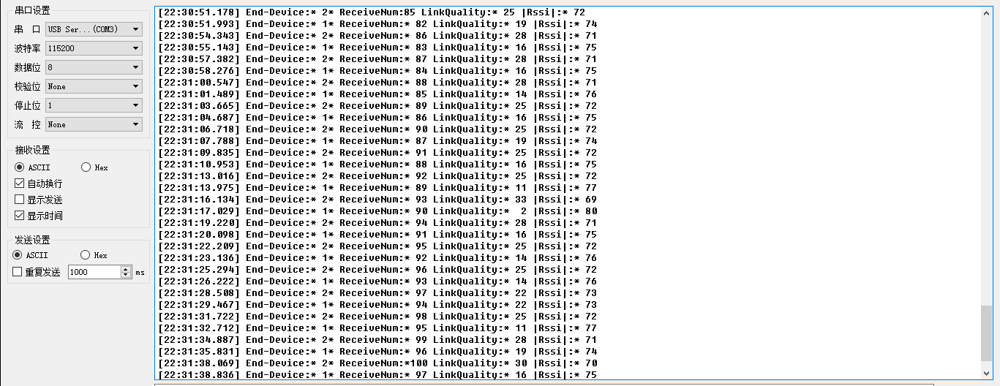 串口设置
串 口 USB Ser...(COM3)
波特率 115200
数据位 8
校验位 None
停止位 1
流 控 None
接收设置
ASCII Hex
自动换行
显示发送
显示时间
发送设置
ASCII Hex
重复发送 1000 ms
[22:30:51.178] End-Device:* 2* ReceiveNum:85 LinkQuality:* 25 |Rssi|:* 72
[22:30:51.993] End-Device:* 1* ReceiveNum:* 82 LinkQuality:* 19 |Rssi|:* 74
[22:30:54.343] End-Device:* 2* ReceiveNum:* 86 LinkQuality:* 28 |Rssi|:* 71
[22:30:55.143] End-Device:* 1* ReceiveNum:* 83 LinkQuality:* 16 |Rssi|:* 75
[22:30:57.382] End-Device:* 2* ReceiveNum:* 87 LinkQuality:* 28 |Rssi|:* 71
[22:30:58.276] End-Device:* 1* ReceiveNum:* 84 LinkQuality:* 16 |Rssi|:* 75
[22:31:00.547] End-Device:* 2* ReceiveNum:* 88 LinkQuality:* 28 |Rssi|:* 71
[22:31:01.489] End-Device:* 1* ReceiveNum:* 85 LinkQuality:* 14 |Rssi|:* 76
[22:31:03.665] End-Device:* 2* ReceiveNum:* 89 LinkQuality:* 25 |Rssi|:* 72
[22:31:04.687] End-Device:* 1* ReceiveNum:* 86 LinkQuality:* 16 |Rssi|:* 75
[22:31:06.718] End-Device:* 2* ReceiveNum:* 90 LinkQuality:* 25 |Rssi|:* 72
[22:31:07.788] End-Device:* 1* ReceiveNum:* 87 LinkQuality:* 19 |Rssi|:* 74
[22:31:09.835] End-Device:* 2* ReceiveNum:* 91 LinkQuality:* 25 |Rssi|:* 72
[22:31:10.953] End-Device:* 1* ReceiveNum:* 88 LinkQuality:* 16 |Rssi|:* 75
[22:31:13.016] End-Device:* 2* ReceiveNum:* 92 LinkQuality:* 25 |Rssi|:* 72
[22:31:13.975] End-Device:* 1* ReceiveNum:* 89 LinkQuality:* 11 |Rssi|:* 77
[22:31:16.134] End-Device:* 2* ReceiveNum:* 93 LinkQuality:* 33 |Rssi|:* 69
[22:31:17.029] End-Device:* 1* ReceiveNum:* 90 LinkQuality:*  2 |Rssi|:* 80
[22:31:19.220] End-Device:* 2* ReceiveNum:* 94 LinkQuality:* 28 |Rssi|:* 71
[22:31:20.098] End-Device:* 1* ReceiveNum:* 91 LinkQuality:* 16 |Rssi|:* 75
[22:31:22.209] End-Device:* 2* ReceiveNum:* 95 LinkQuality:* 25 |Rssi|:* 72
[22:31:23.136] End-Device:* 1* ReceiveNum:* 92 LinkQuality:* 14 |Rssi|:* 76
[22:31:25.294] End-Device:* 2* ReceiveNum:* 96 LinkQuality:* 25 |Rssi|:* 72
[22:31:26.222] End-Device:* 1* ReceiveNum:* 93 LinkQuality:* 14 |Rssi|:* 76
[22:31:28.508] End-Device:* 2* ReceiveNum:* 97 LinkQuality:* 22 |Rssi|:* 73
[22:31:29.467] End-Device:* 1* ReceiveNum:* 94 LinkQuality:* 22 |Rssi|:* 73
[22:31:31.722] End-Device:* 2* ReceiveNum:* 98 LinkQuality:* 25 |Rssi|:* 72
[22:31:32.712] End-Device:* 1* ReceiveNum:* 95 LinkQuality:* 11 |Rssi|:* 77
[22:31:34.887] End-Device:* 2* ReceiveNum:* 99 LinkQuality:* 28 |Rssi|:* 71
[22:31:35.831] End-Device:* 1* ReceiveNum:* 96 LinkQuality:* 19 |Rssi|:* 74
[22:31:38.069] End-Device:* 2* ReceiveNum:*100 LinkQuality:* 30 |Rssi|:* 70
[22:31:38.836] End-Device:* 1* ReceiveNum:* 97 LinkQuality:* 16 |Rssi|:* 75